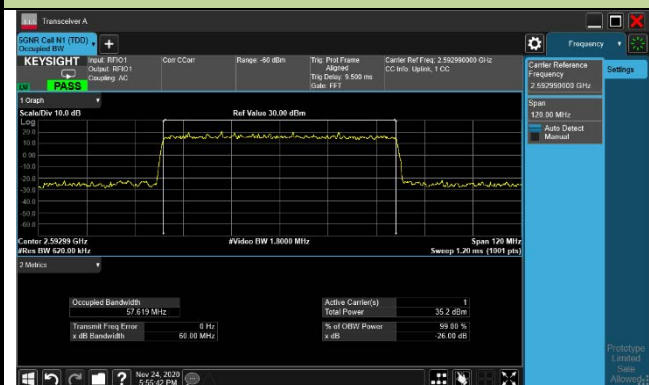 Transceiver A
5GNR Cell N1 (TDD)
Occupied BW
Frequency
KEYSIGHT
Input: RFIO1
Output: RFIO1
Coupling: AC
Corr CCorr
Range: -60 dBm
Trig: Prot Frame
Aligned
Trig Delay: 9.500 ms
Gate: FFT
Carrier Ref Freq: 2.592990000 GHz
CC Info: Uplink, 1 CC
PASS
Carrier Reference
Frequency
2.592990000 GHz
Settings
Span
120.00 MHz
Auto Detect
Manual
1 Graph
Scale/Div 10.0 dB
Ref Value 30.00 dBm
Log
20.0
10.0
0.00
-10.0
-20.0
-30.0
-40.0
-50.0
-60.0
Center 2.59299 GHz
#Video BW 1.8000 MHz
Span 120 MHz
#Res BW 620.00 kHz
Sweep 1.20 ms (1001 pts)
2 Metrics
Occupied Bandwidth
57.619 MHz
Active Carrier(s) 1
Total Power 35.2 dBm
Transmit Freq Error 0 Hz
x dB Bandwidth 60.00 MHz
% of OBW Power 99.00 %
x dB -26.00 dB
Prototype
Limited
Sale
Allowed
Nov 24, 2020
5:55:42 PM